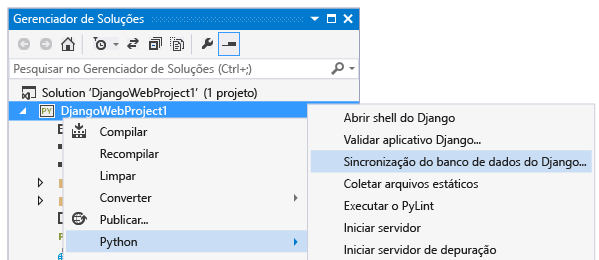 Gerenciador de Soluções
Pesquisar no Gerenciador de Soluções (Ctrl+;)
Solution 'DjangoWebProject1' (1 projeto)
PY DjangoWebProject1
Compilar
Recompilar
Limpar
Converter
Publicar...
Python
Abrir shell do Django
Validar aplicativo Django...
Sincronização do banco de dados do Django...
Coletar arquivos estáticos
Executar o PyLint
Iniciar servidor
Iniciar servidor de depuração